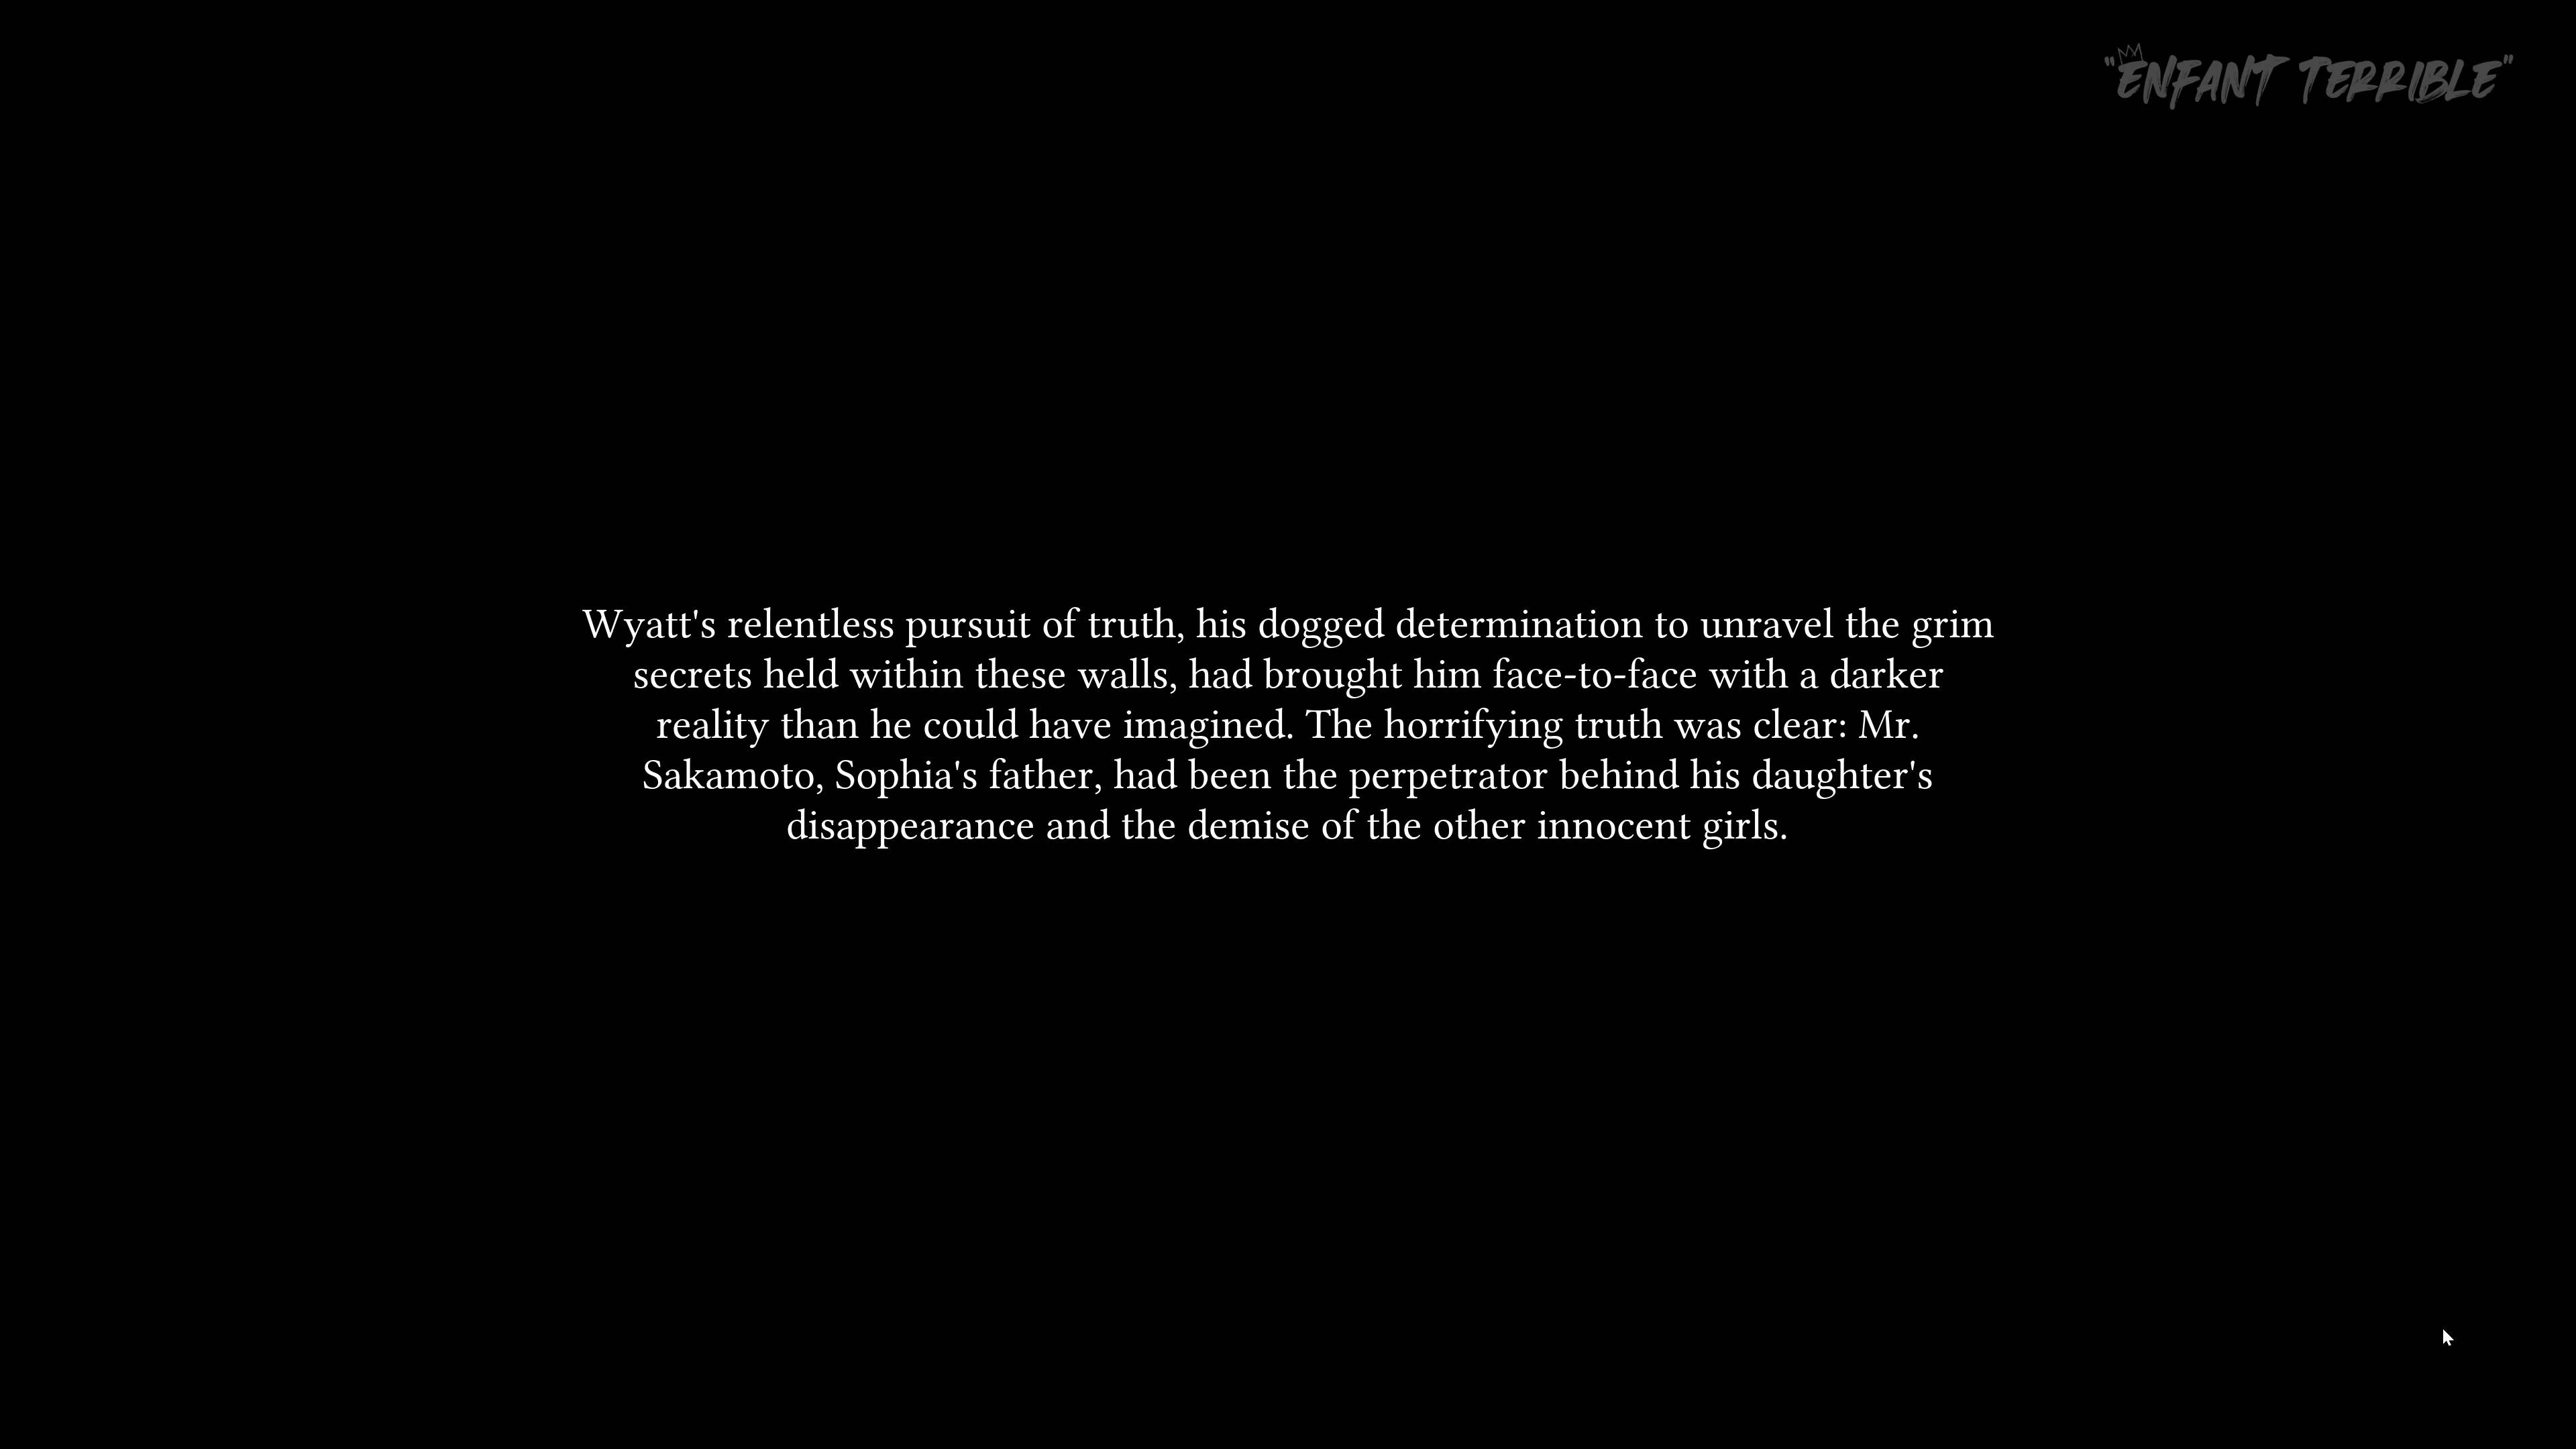 "ENFANT TERRIBLE"
Wyatt's relentless pursuit of truth, his dogged determination to unravel the grim
secrets held within these walls, had brought him face-to-face with a darker
reality than he could have imagined. The horrifying truth was clear: Mr.
Sakamoto, Sophia's father, had been the perpetrator behind his daughter's
disappearance and the demise of the other innocent girls.